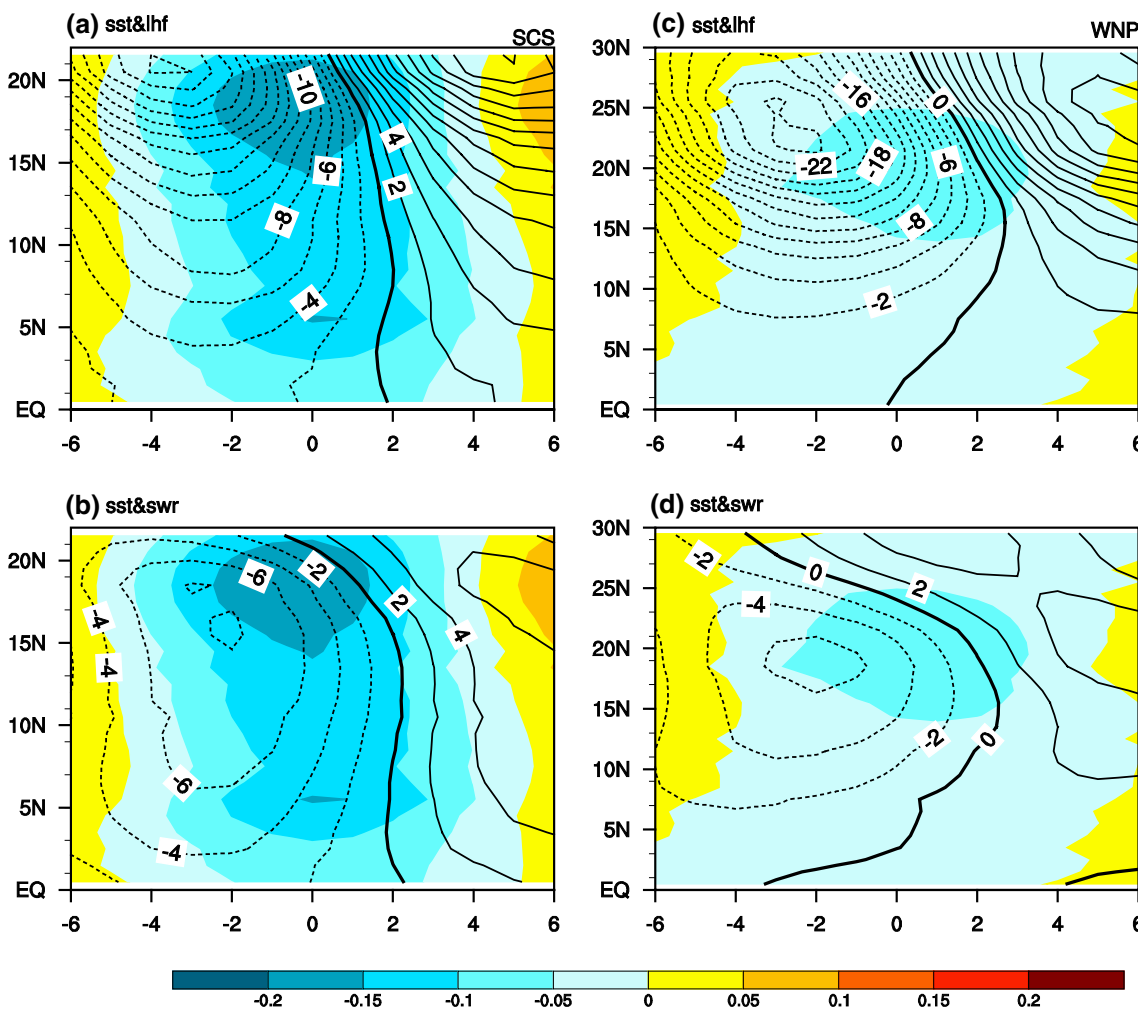 (a) sst&lhf SCS
20N
15N
10N
5N
EQ
-10
4
-6
2
-8
-4
-6 -4 -2 0 2 4 6
(c) sst&lhf WNP
30N
25N
20N
15N
10N
5N
EQ
-16
0
-22
-18
-6
-8
-2
-6 -4 -2 0 2 4 6
(b) sst&swr
20N
15N
10N
5N
EQ
-6
-2
-4
2
4
-4
-6
-4
-6 -4 -2 0 2 4 6
(d) sst&swr
30N
25N
20N
15N
10N
5N
EQ
-2
0
-4
2
-2
0
-6 -4 -2 0 2 4 6
-0.2 -0.15 -0.1 -0.05 0 0.05 0.1 0.15 0.2